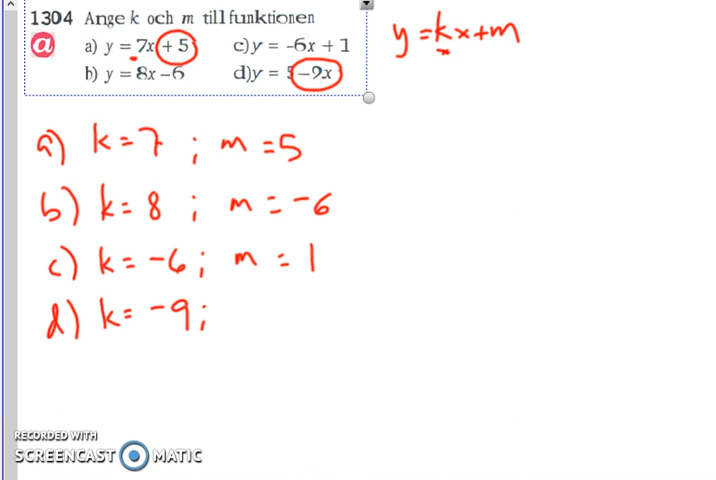 1304 Ange k och m till funktionen
a
a) y = 7x + 5 c) y = -6x + 1
b) y = 8x - 6 d) y = 5 - 9x
y = kx + m
a) k = 7 ; m = 5
b) k = 8 ; m = -6
c) k = -6 ; m = 1
d) k = -9 ;
RECORDED WITH
SCREENCAST MATIC